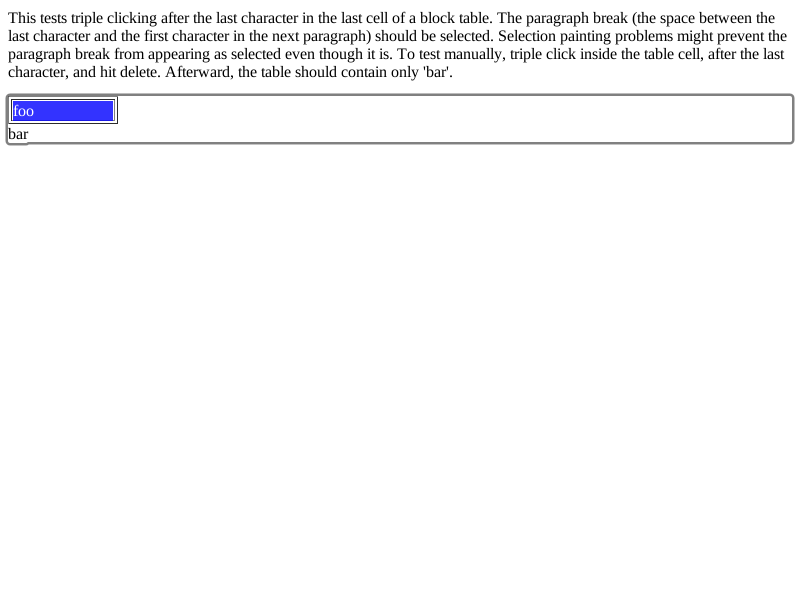 This tests triple clicking after the last character in the last cell of a block table. The paragraph break (the space between the
last character and the first character in the next paragraph) should be selected. Selection painting problems might prevent the
paragraph break from appearing as selected even though it is. To test manually, triple click inside the table cell, after the last
character, and hit delete. Afterward, the table should contain only 'bar'.
foo
bar